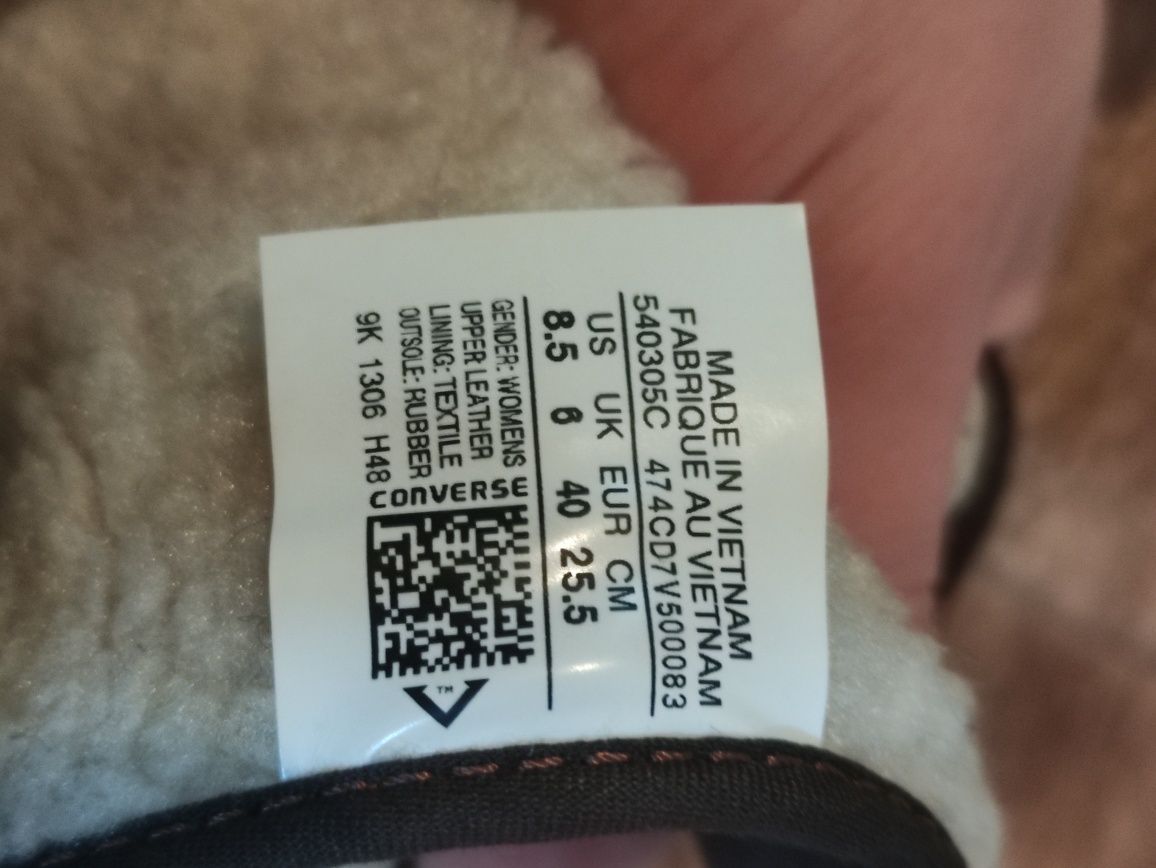 MADE IN VIETNAM
FABRIQUE AU VIETNAM
540305C 474CD7V500083
US UK EUR CM
8.5 6 40 25.5
GENDER: WOMENS
UPPER LEATHER
LINING: TEXTILE
OUTSOLE: RUBBER
9K 1306 H48
CONVERSE
TM